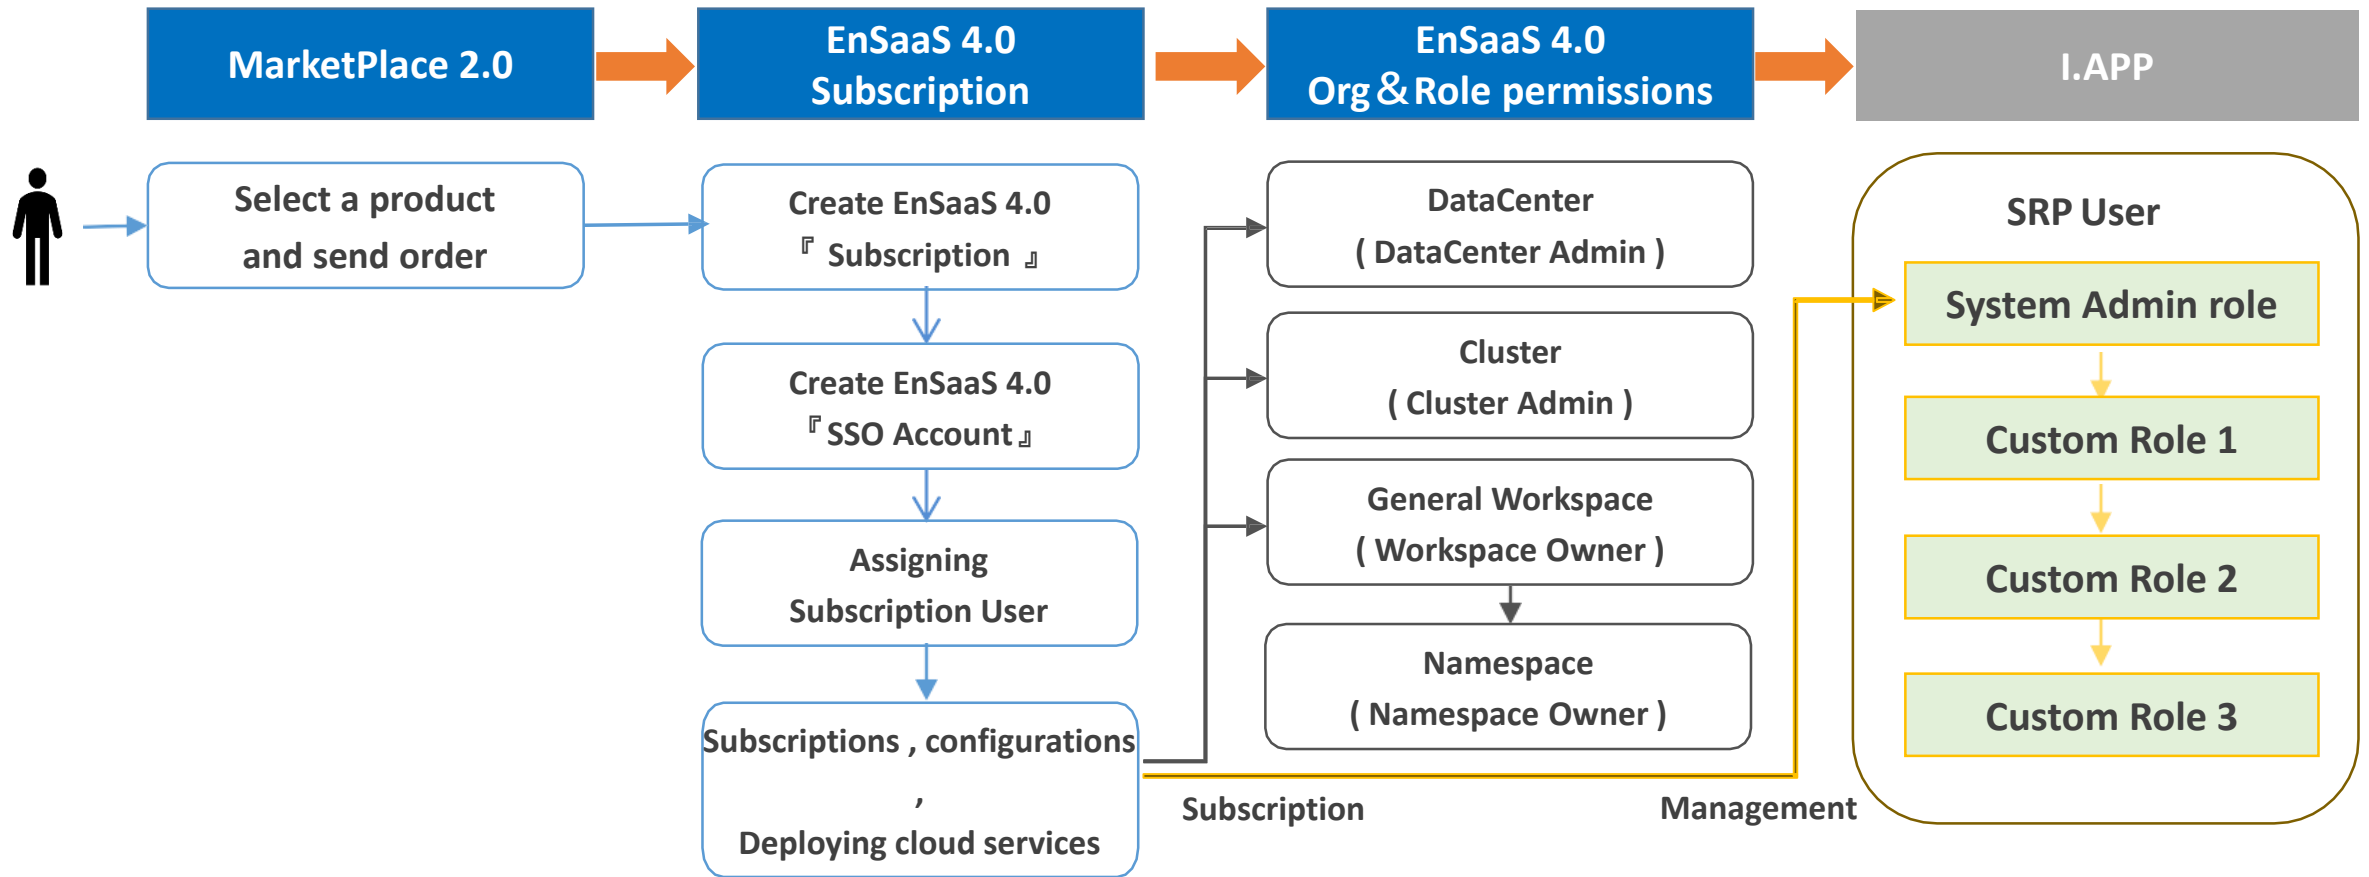 MarketPlace 2.0
EnSaaS 4.0
Subscription
EnSaaS 4.0
Org＆Role permissions
I.APP
Select a product
and send order
Create EnSaaS 4.0
『 Subscription 』
Create EnSaaS 4.0
『SSO Account』
Assigning
Subscription User
Subscriptions , configurations
,
Deploying cloud services
DataCenter
( DataCenter Admin )
Cluster
( Cluster Admin )
General Workspace
( Workspace Owner )
Namespace
( Namespace Owner )
Subscription
Management
SRP User
System Admin role
Custom Role 1
Custom Role 2
Custom Role 3